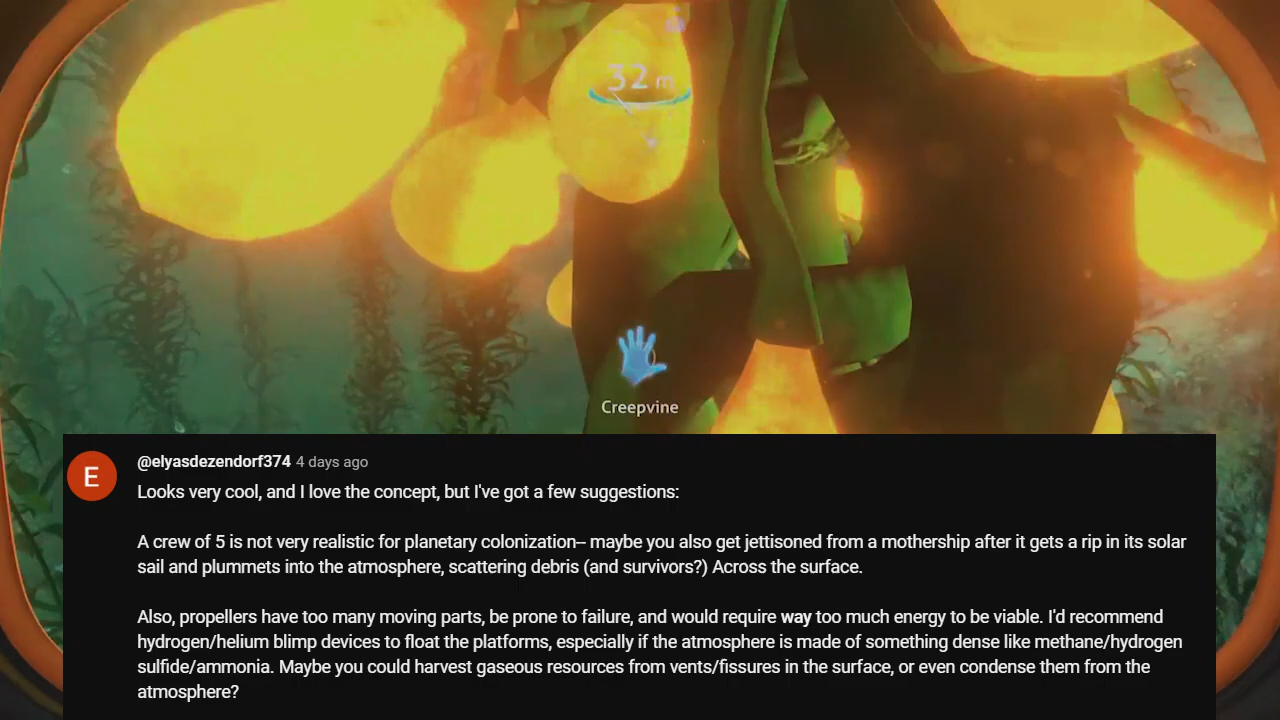 32 m
Creepvine
E
@elyasdezendorf374 4 days ago
Looks very cool, and I love the concept, but I've got a few suggestions:
A crew of 5 is not very realistic for planetary colonization-- maybe you also get jettisoned from a mothership after it gets a rip in its solar
sail and plummets into the atmosphere, scattering debris (and survivors?) Across the surface.
Also, propellers have too many moving parts, be prone to failure, and would require way too much energy to be viable. I'd recommend
hydrogen/helium blimp devices to float the platforms, especially if the atmosphere is made of something dense like methane/hydrogen
sulfide/ammonia. Maybe you could harvest gaseous resources from vents/fissures in the surface, or even condense them from the
atmosphere?